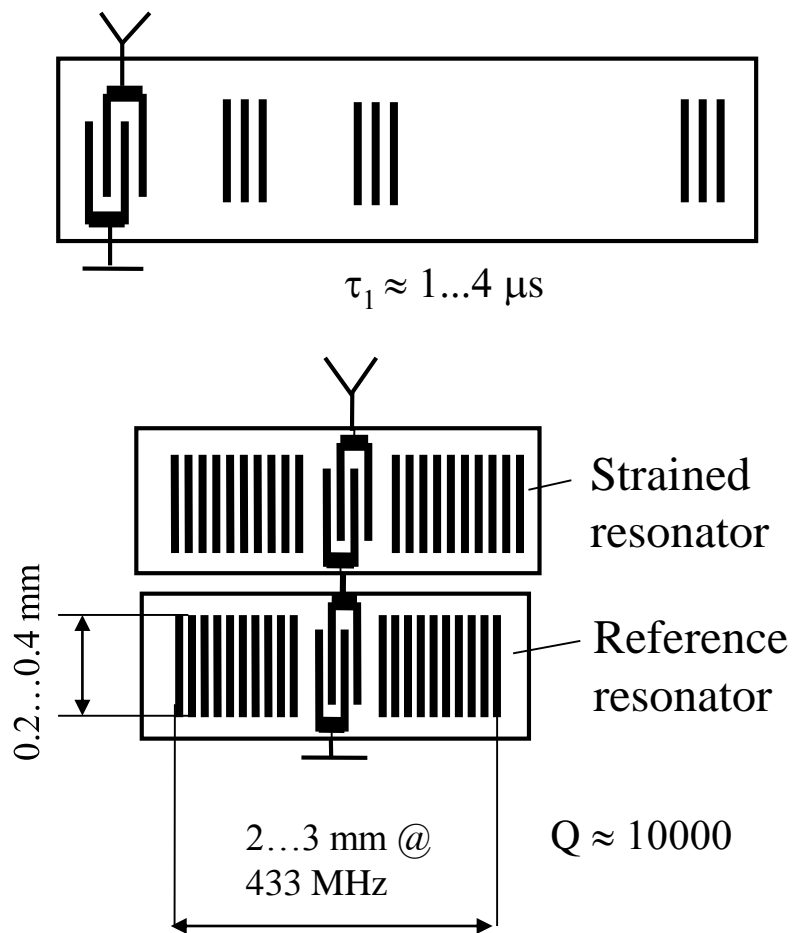 τ₁ ≈ 1...4 μs
Strained
resonator
0.2…0.4 mm
Reference
resonator
2…3 mm @
433 MHz
Q ≈ 10000